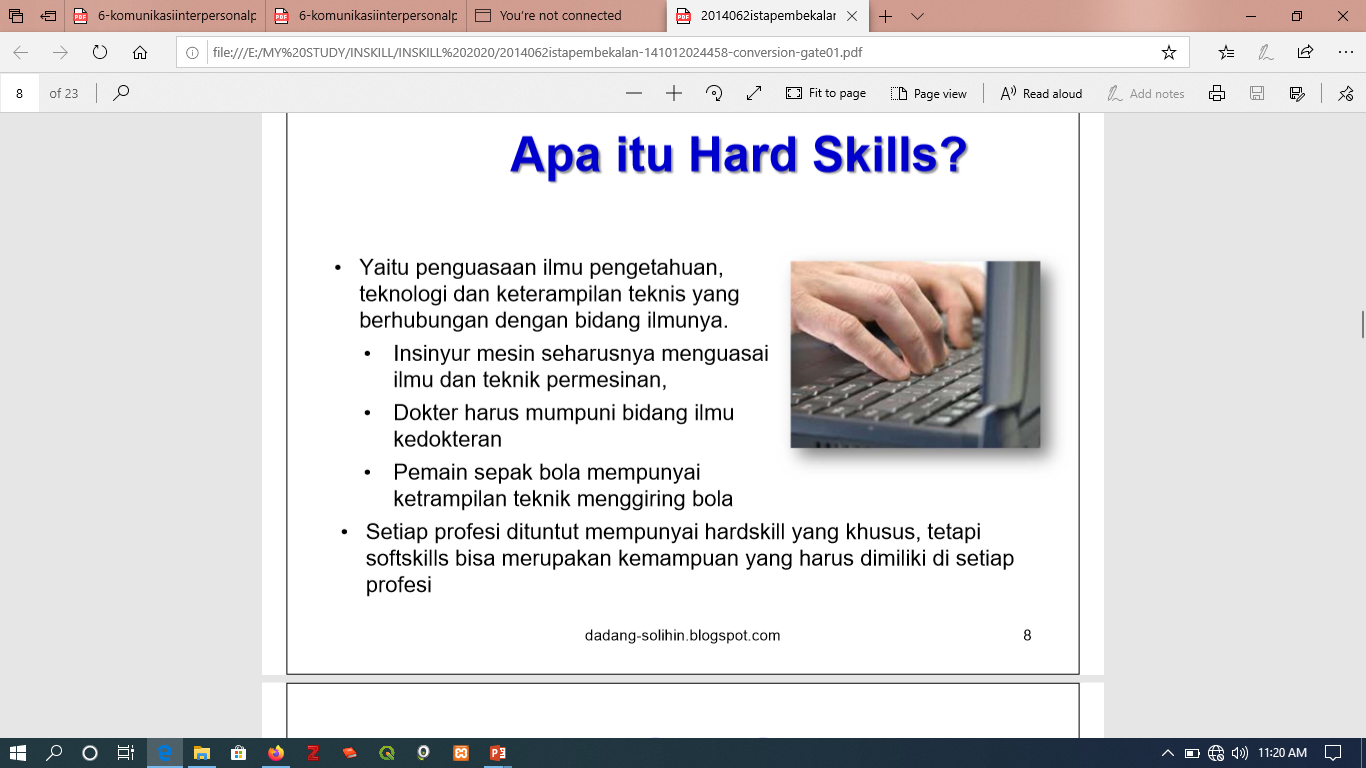 6-komunikasiinterpersonalp
6-komunikasiinterpersonalp
You're not connected
2014062istapembekalan
file:///E:/MY%20STUDY/INSKILL/INSKILL%202020/2014062istapembekalan-141012024458-conversion-gate01.pdf
8 of 23
Fit to page
Page view
Read aloud
Add notes
Apa itu Hard Skills?
• Yaitu penguasaan ilmu pengetahuan,
teknologi dan keterampilan teknis yang
berhubungan dengan bidang ilmunya.
• Insinyur mesin seharusnya menguasai
ilmu dan teknik permesinan,
• Dokter harus mumpuni bidang ilmu
kedokteran
• Pemain sepak bola mempunyai
ketrampilan teknik menggiring bola
• Setiap profesi dituntut mempunyai hardskill yang khusus, tetapi
softskills bisa merupakan kemampuan yang harus dimiliki di setiap
profesi
dadang-solihin.blogspot.com
8
11:20 AM